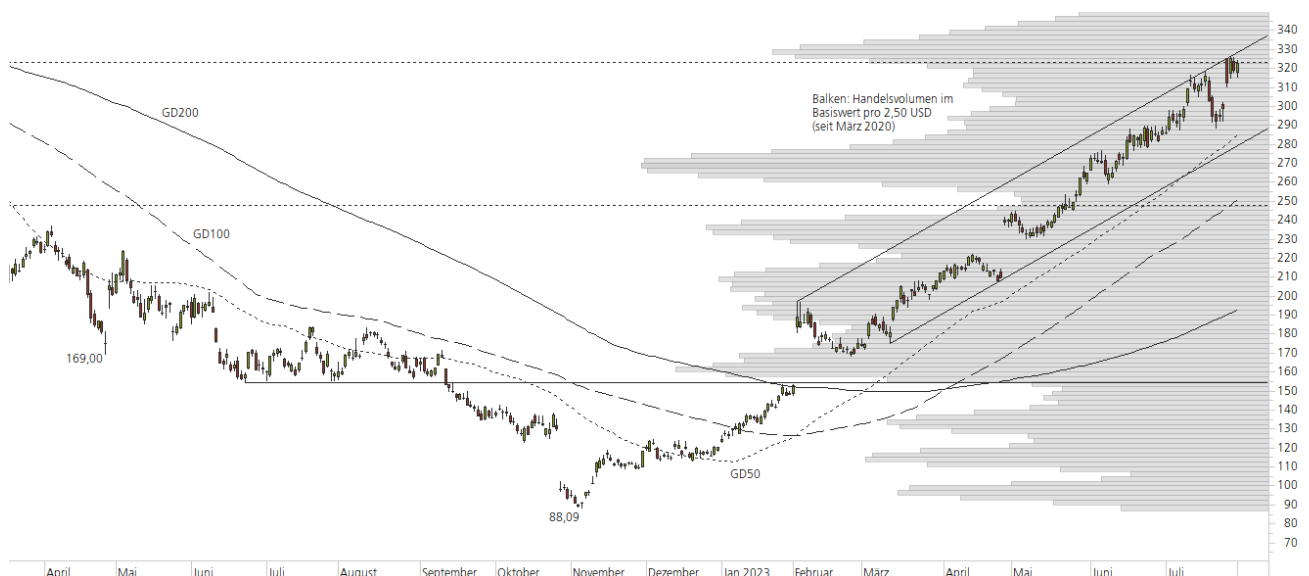 GD200
GD100
Balken: Handelsvolumen im
Basiswert pro 2,50 USD
(seit März 2020)
169,00
GD50
88,09
340
330
320
310
300
290
280
270
260
250
240
230
220
210
200
190
180
170
160
150
140
130
120
110
100
90
80
70
April
Mai
Juni
Juli
August
September
Oktober
November
Dezember
Jan 2023
Februar
März
April
Mai
Juni
Juli